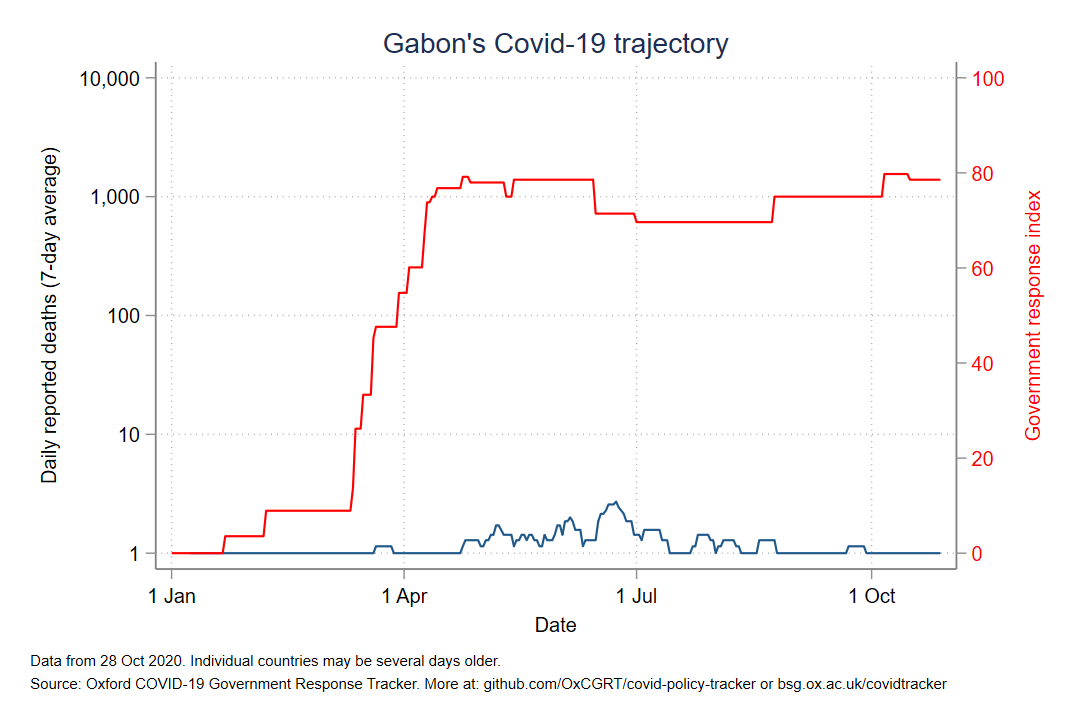 Gabon's Covid-19 trajectory
10,000
1,000
100
10
1
Daily reported deaths (7-day average)
100
80
60
40
20
0
Government response index
1 Jan
1 Apr
1 Jul
1 Oct
Date
Data from 28 Oct 2020. Individual countries may be several days older.
Source: Oxford COVID-19 Government Response Tracker. More at: github.com/OxCGRT/covid-policy-tracker or bsg.ox.ac.uk/covidtracker